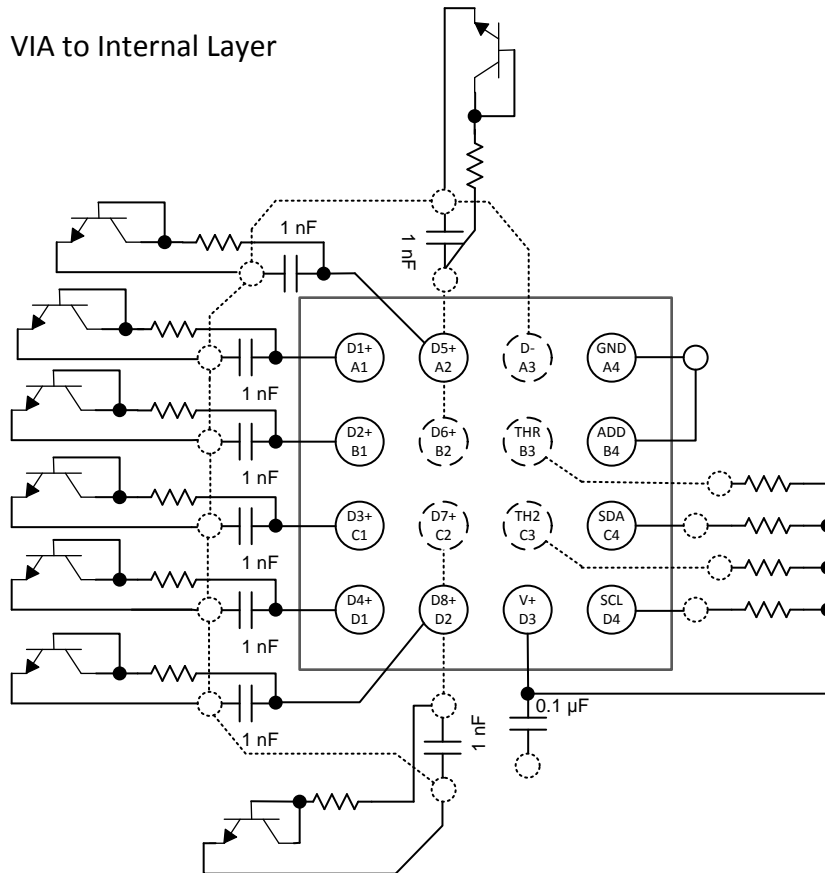 VIA to Internal Layer
1 nF
1 nF
D1+
A1
D5+
A2
D-
A3
GND
A4
1 nF
D2+
B1
D6+
B2
THR
B3
ADD
B4
1 nF
D3+
C1
D7+
C2
TH2
C3
SDA
C4
1 nF
D4+
D1
D8+
D2
V+
D3
SCL
D4
1 nF
0.1 µF
1 nF
1 nF